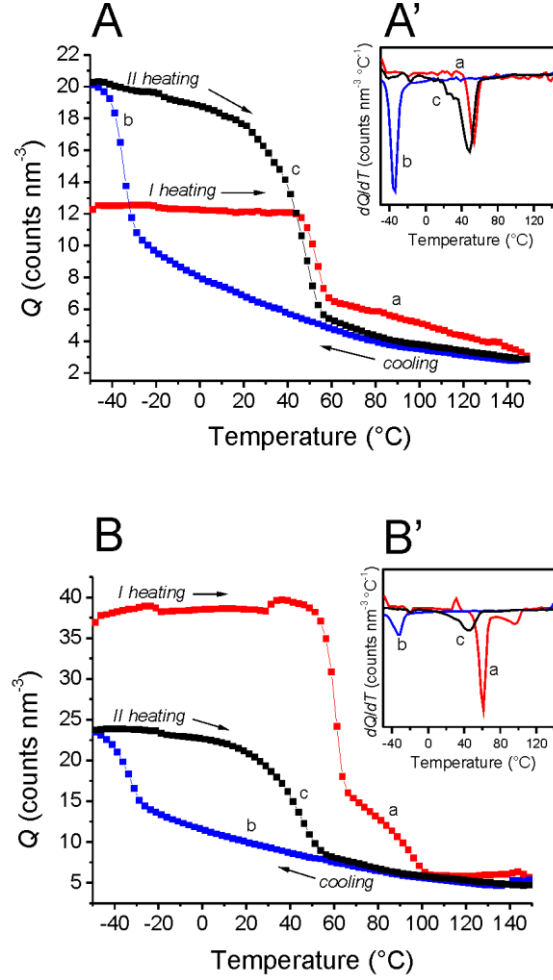 A
A'
II heating
I heating
cooling
a
b
c
Q (counts nm⁻³)
20
18
16
14
12
10
8
6
4
2
-40 -20 0 20 40 60 80 100 120 140
Temperature (°C)
dQ/dT (counts nm⁻³ °C⁻¹)
a
c
b
-40 0 40 80 120
Temperature (°C)
B
B'
I heating
II heating
cooling
a
b
c
Q (counts nm⁻³)
40
35
30
25
20
15
10
5
-40 -20 0 20 40 60 80 100 120 140
Temperature (°C)
dQ/dT (counts nm⁻³ °C⁻¹)
b
c
a
-40 0 40 80 120
Temperature (°C)